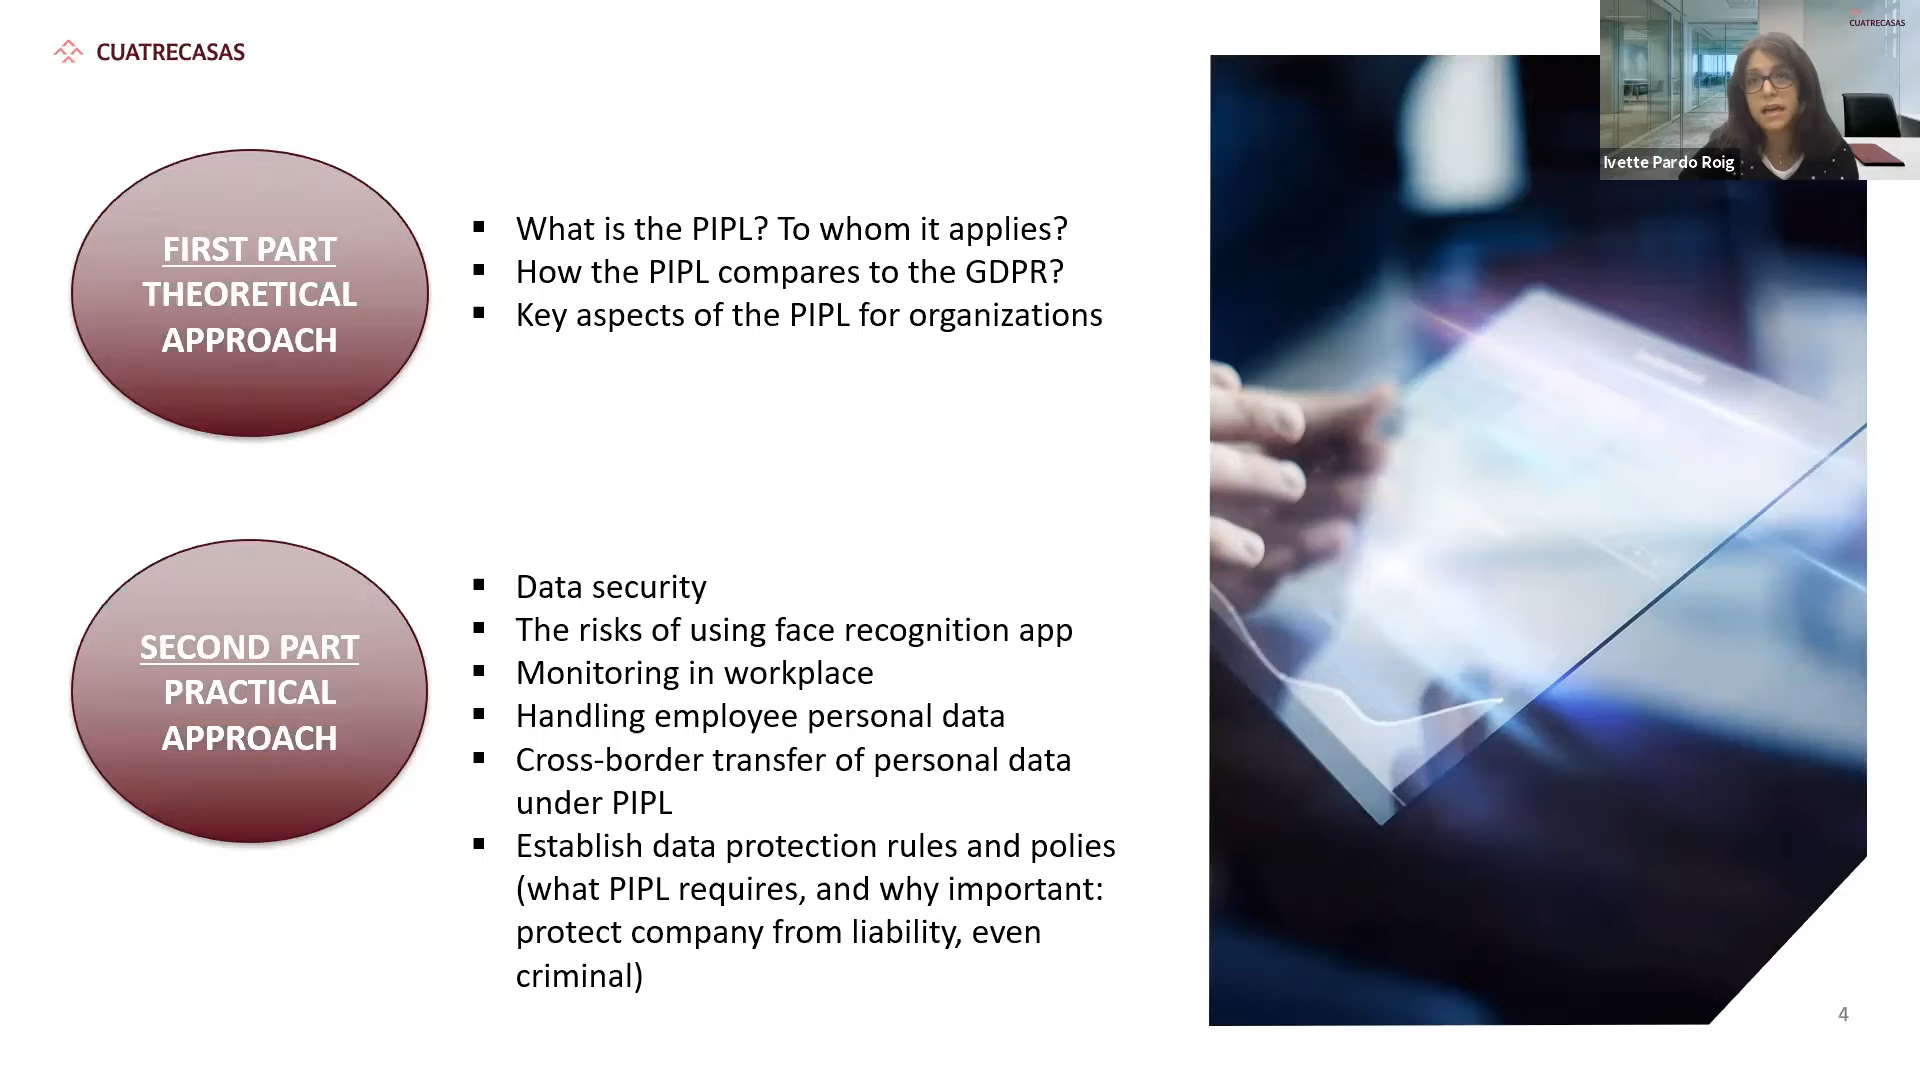 CUATRECASAS
CUATRECASAS
Ivette Pardo Roig
FIRST PART
THEORETICAL
APPROACH
▪ What is the PIPL? To whom it applies?
▪ How the PIPL compares to the GDPR?
▪ Key aspects of the PIPL for organizations
SECOND PART
PRACTICAL
APPROACH
▪ Data security
▪ The risks of using face recognition app
▪ Monitoring in workplace
▪ Handling employee personal data
▪ Cross-border transfer of personal data
under PIPL
▪ Establish data protection rules and polies
(what PIPL requires, and why important:
protect company from liability, even
criminal)
4